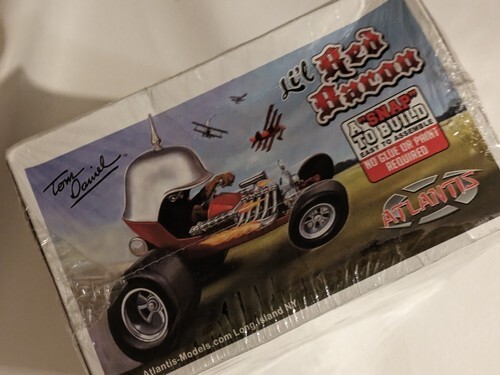 Li'l Red
Baron
A "SNAP"
TO BUILD
EASY TO ASSEMBLE
NO GLUE OR PAINT
REQUIRED
Tom
Daniel
ATLANTIS
Atlantis-Models.com Long Island NY